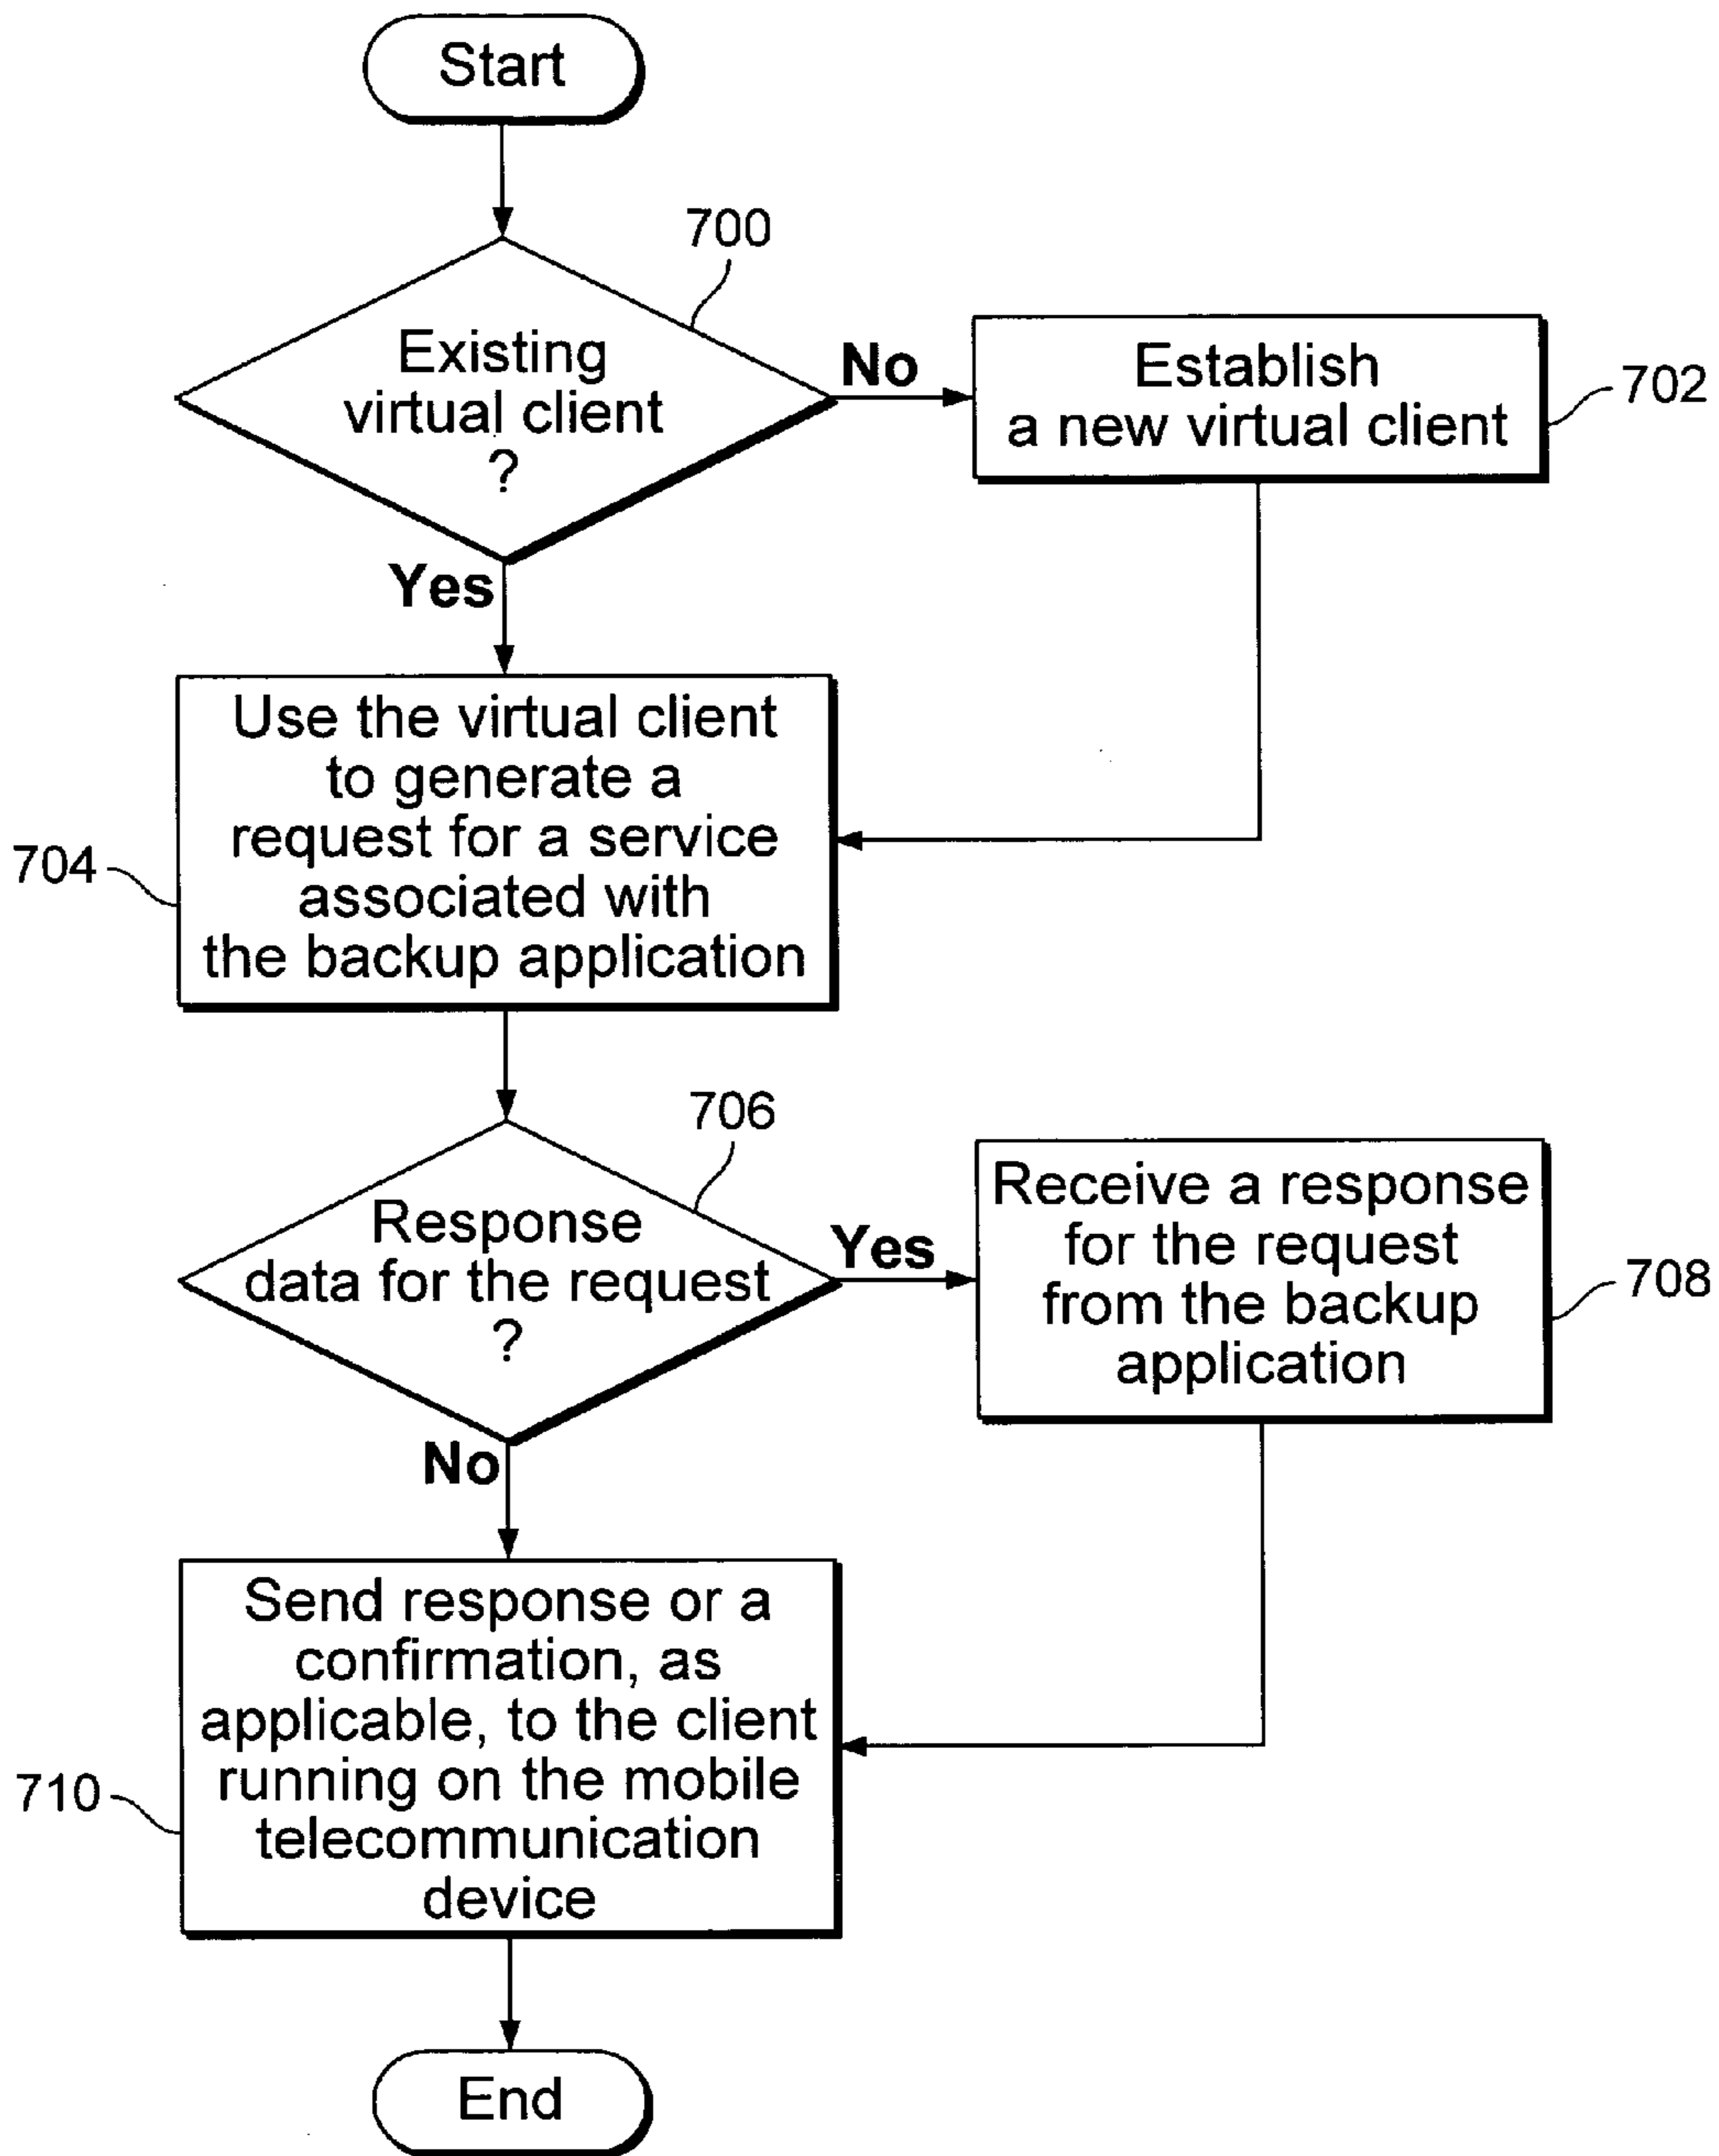 Start
700
Existing
virtual client
?
No
Establish
a new virtual client
702
Yes
Use the virtual client
to generate a
request for a service
associated with
the backup application
704
706
Response
data for the request
?
Yes
Receive a response
for the request
from the backup
application
708
No
Send response or a
confirmation, as
applicable, to the client
running on the mobile
telecommunication
device
710
End